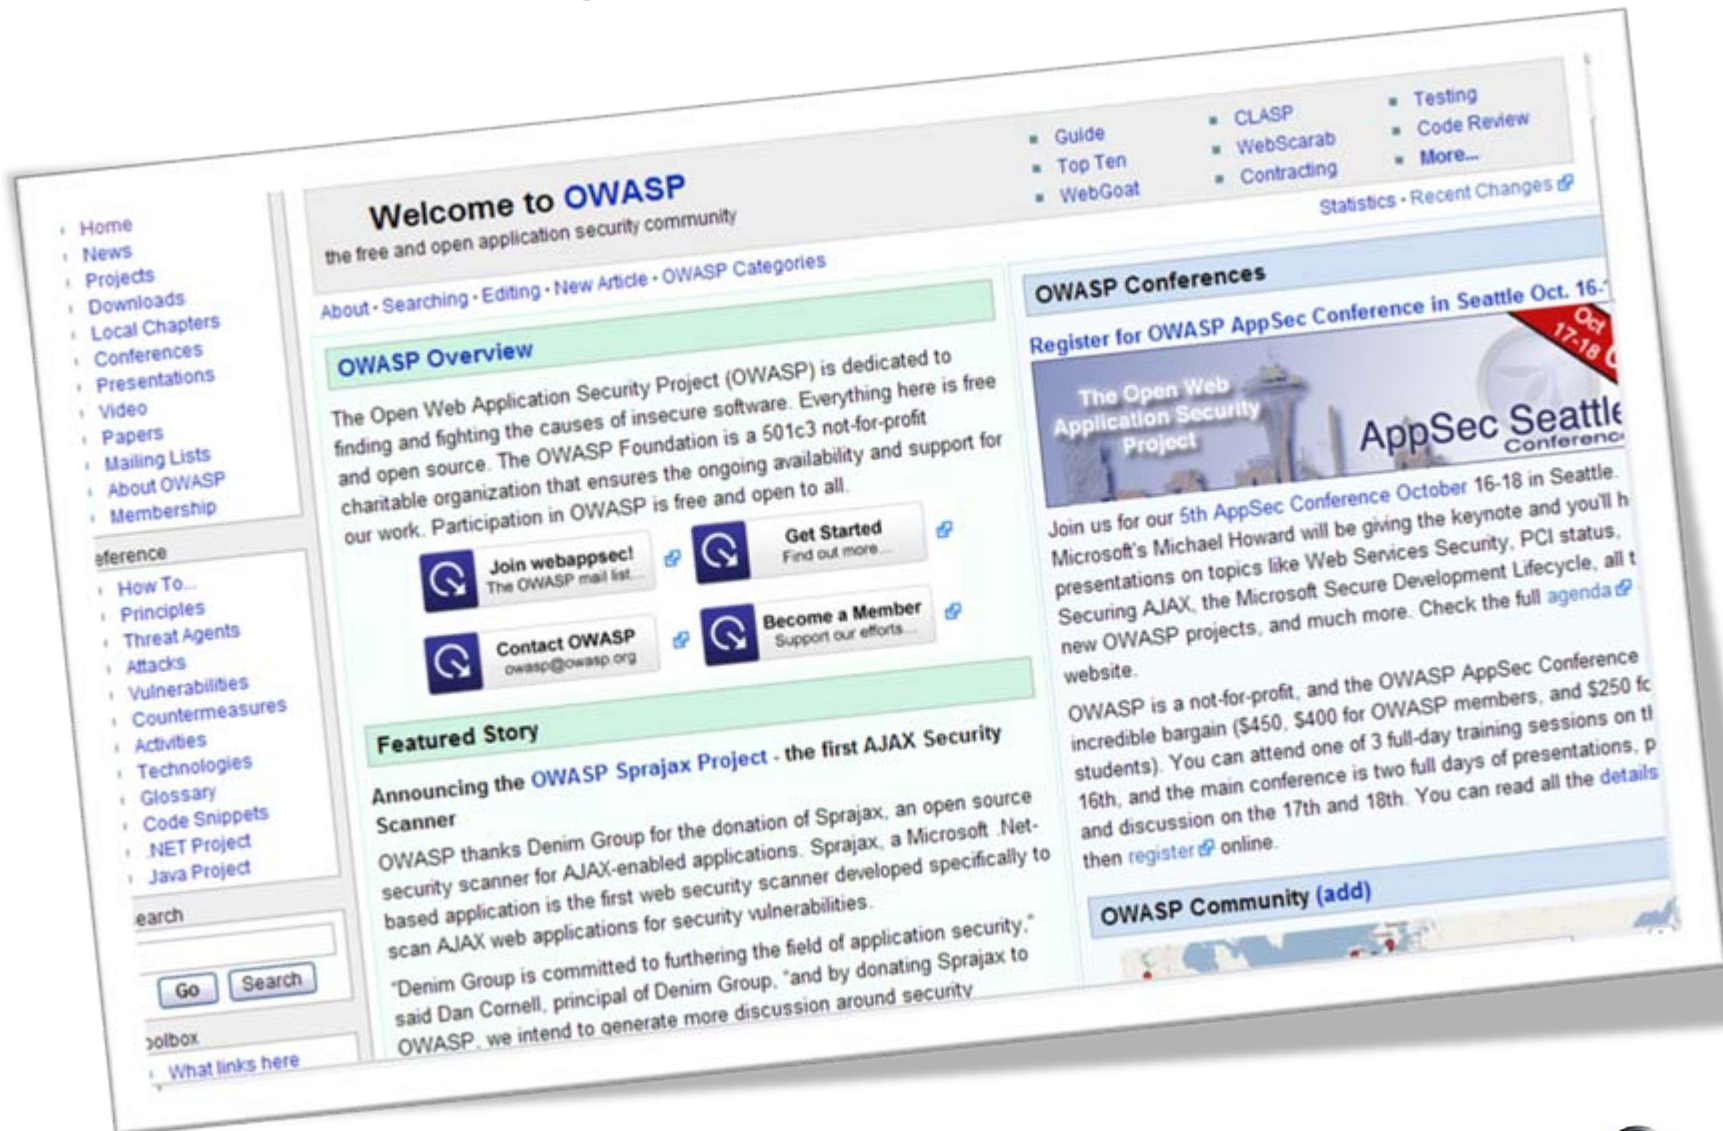 Home
News
Projects
Downloads
Local Chapters
Conferences
Presentations
Video
Papers
Mailing Lists
About OWASP
Membership
eference
How To...
Principles
Threat Agents
Attacks
Vulnerabilities
Countermeasures
Activities
Technologies
Glossary
Code Snippets
.NET Project
Java Project
earch
Go Search
oolbox
What links here
Welcome to OWASP
the free and open application security community
Guide
Top Ten
WebGoat
CLASP
WebScarab
Contracting
Testing
Code Review
More...
Statistics · Recent Changes
About · Searching · Editing · New Article · OWASP Categories
OWASP Overview
The Open Web Application Security Project (OWASP) is dedicated to
finding and fighting the causes of insecure software. Everything here is free
and open source. The OWASP Foundation is a 501c3 not-for-profit
charitable organization that ensures the ongoing availability and support for
our work. Participation in OWASP is free and open to all.
Join webappsec!
The OWASP mail list...
Get Started
Find out more...
Contact OWASP
owasp@owasp.org
Become a Member
Support our efforts...
Featured Story
Announcing the OWASP Sprajax Project - the first AJAX Security
Scanner
OWASP thanks Denim Group for the donation of Sprajax, an open source
security scanner for AJAX-enabled applications. Sprajax, a Microsoft .Net-
based application is the first web security scanner developed specifically to
scan AJAX web applications for security vulnerabilities.
"Denim Group is committed to furthering the field of application security,"
said Dan Cornell, principal of Denim Group, "and by donating Sprajax to
OWASP, we intend to generate more discussion around security
OWASP Conferences
Register for OWASP AppSec Conference in Seattle Oct. 16-
Oct
17-18
The Open Web
Application Security
Project
AppSec Seattle
Conferenc
Join us for our 5th AppSec Conference October 16-18 in Seattle.
Microsoft's Michael Howard will be giving the keynote and you'll h
presentations on topics like Web Services Security, PCI status,
Securing AJAX, the Microsoft Secure Development Lifecycle, all t
new OWASP projects, and much more. Check the full agenda
website.
OWASP is a not-for-profit, and the OWASP AppSec Conference
incredible bargain ($450, $400 for OWASP members, and $250 fo
students). You can attend one of 3 full-day training sessions on th
16th, and the main conference is two full days of presentations, p
and discussion on the 17th and 18th. You can read all the details
then register online.
OWASP Community (add)